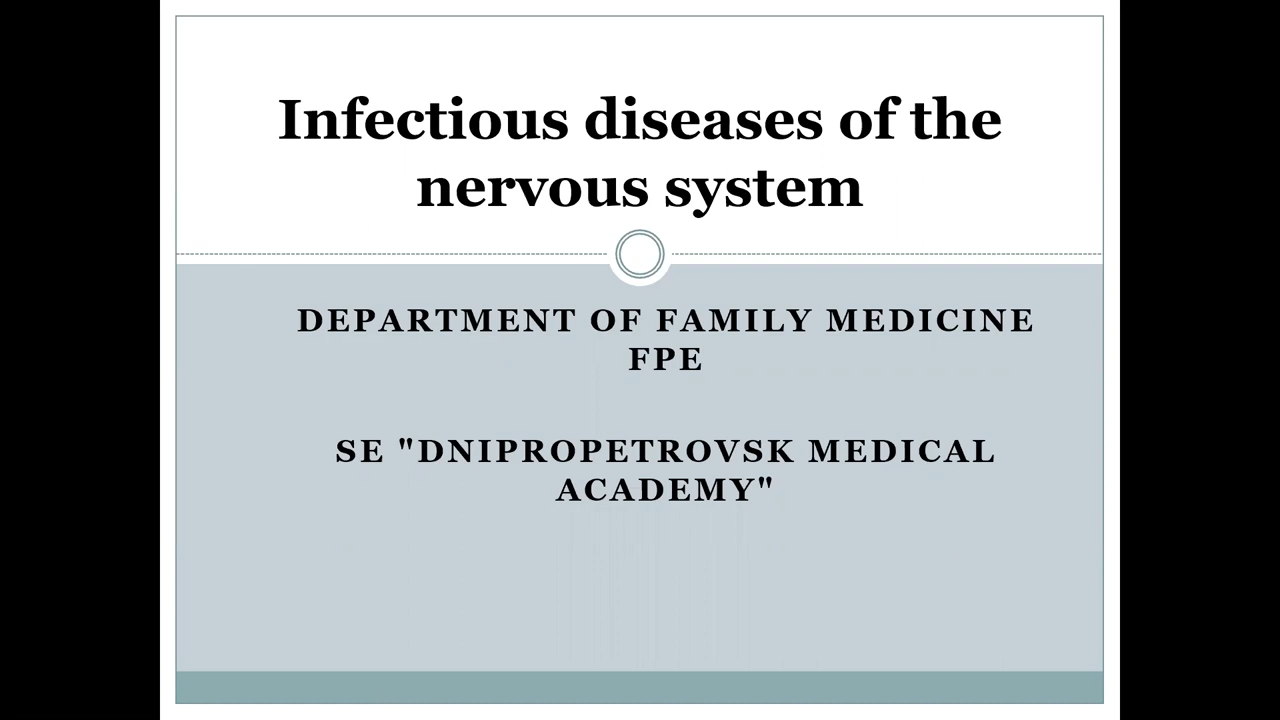 Infectious diseases of the
nervous system
DEPARTMENT OF FAMILY MEDICINE
FPE
SE "DNIPROPETROVSK MEDICAL
ACADEMY"